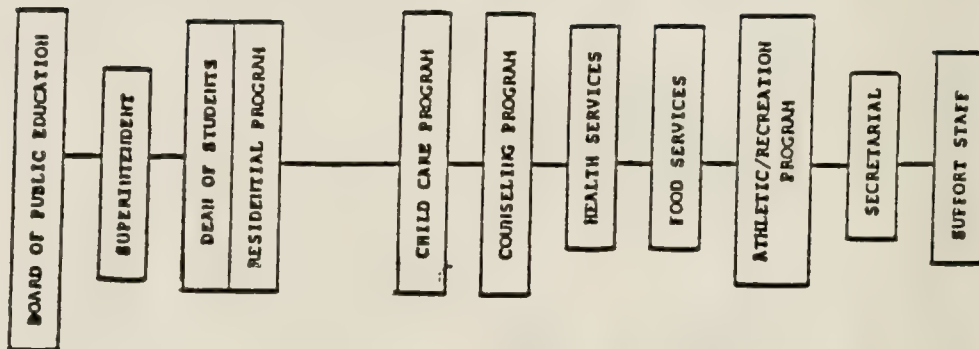 BOARD OF PUBLIC EDUCATION
SUPERINTENDENT
DEAN OF STUDENTS
RESIDENTIAL PROGRAM
CHILD CARE PROGRAM
COUNSELING PROGRAM
HEALTH SERVICES
FOOD SERVICES
ATHLETIC/RECREATION
PROGRAM
SECRETARIAL
SUPPORT STAFF